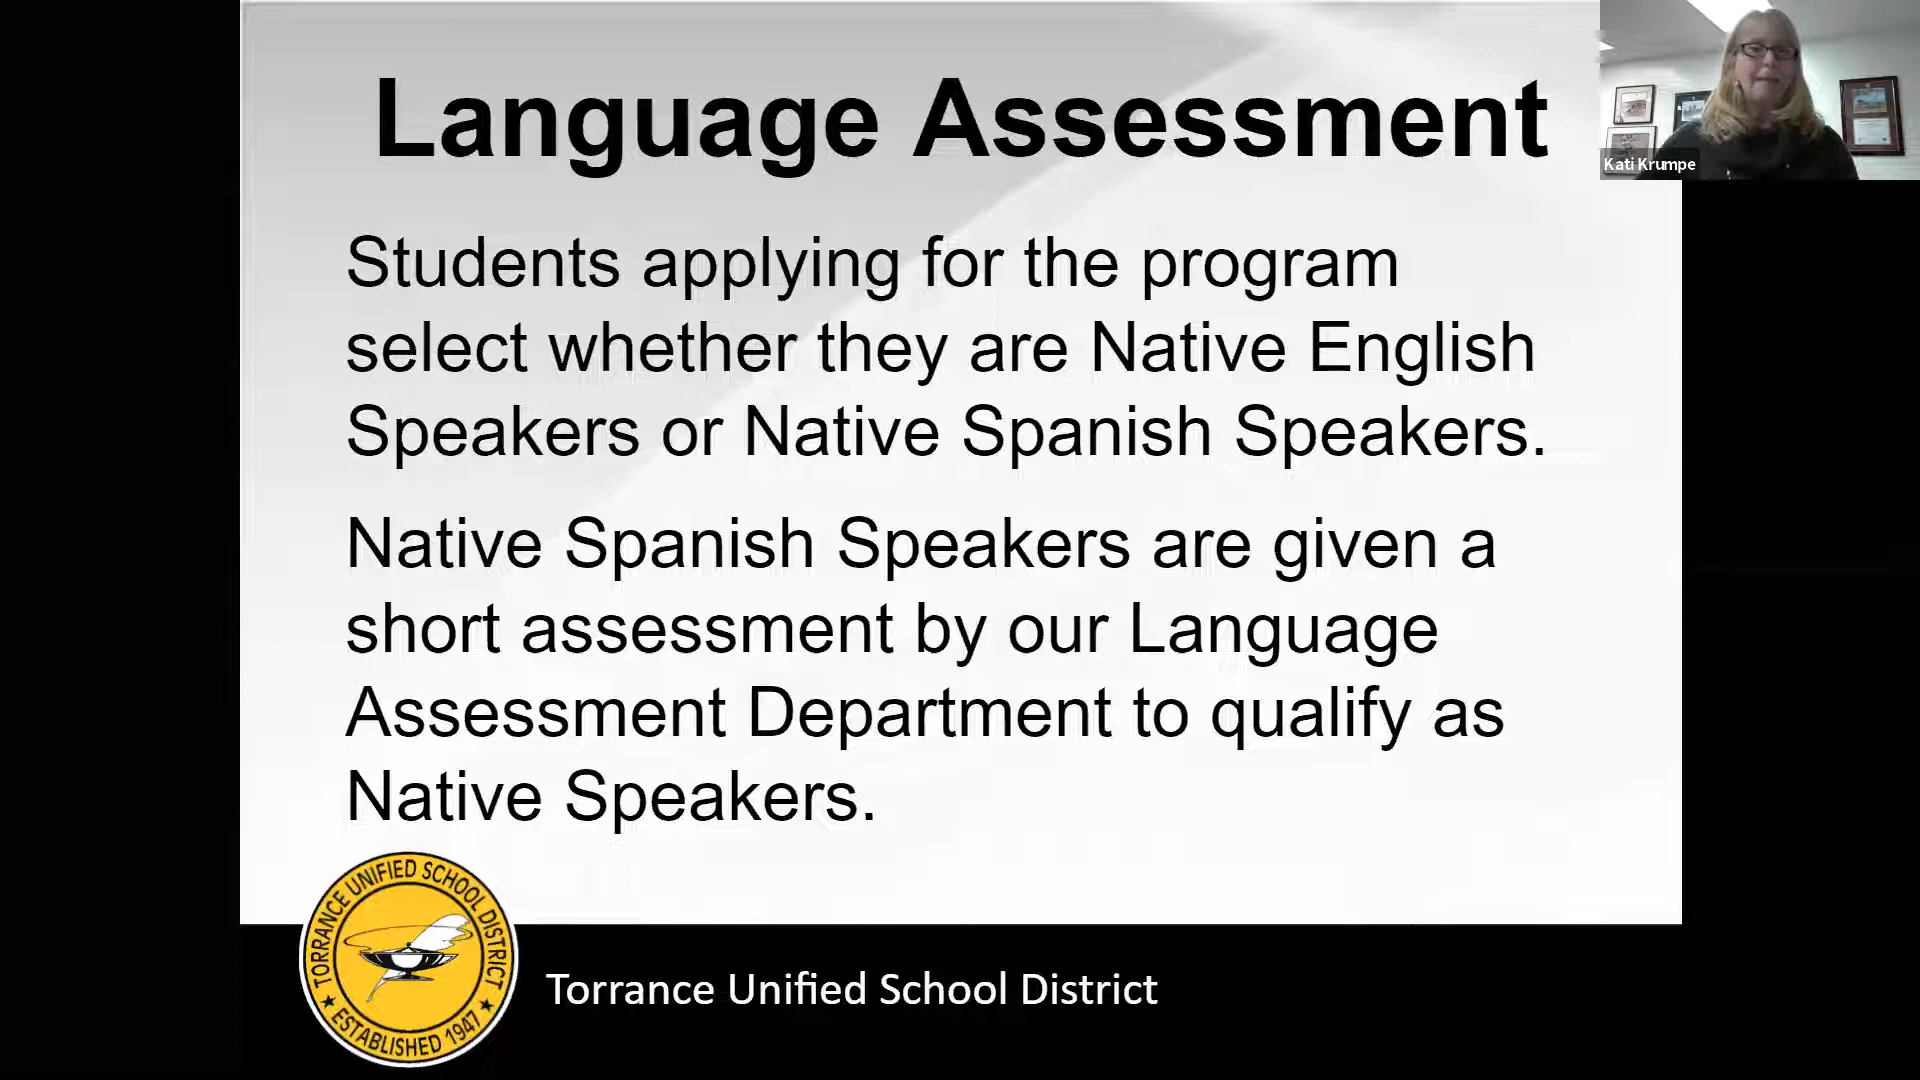 Language Assessment
Kati Krumpe
Students applying for the program
select whether they are Native English
Speakers or Native Spanish Speakers.
Native Spanish Speakers are given a
short assessment by our Language
Assessment Department to qualify as
Native Speakers.
TORRANCE UNIFIED SCHOOL DISTRICT
★ ESTABLISHED 1947 ★
Torrance Unified School District